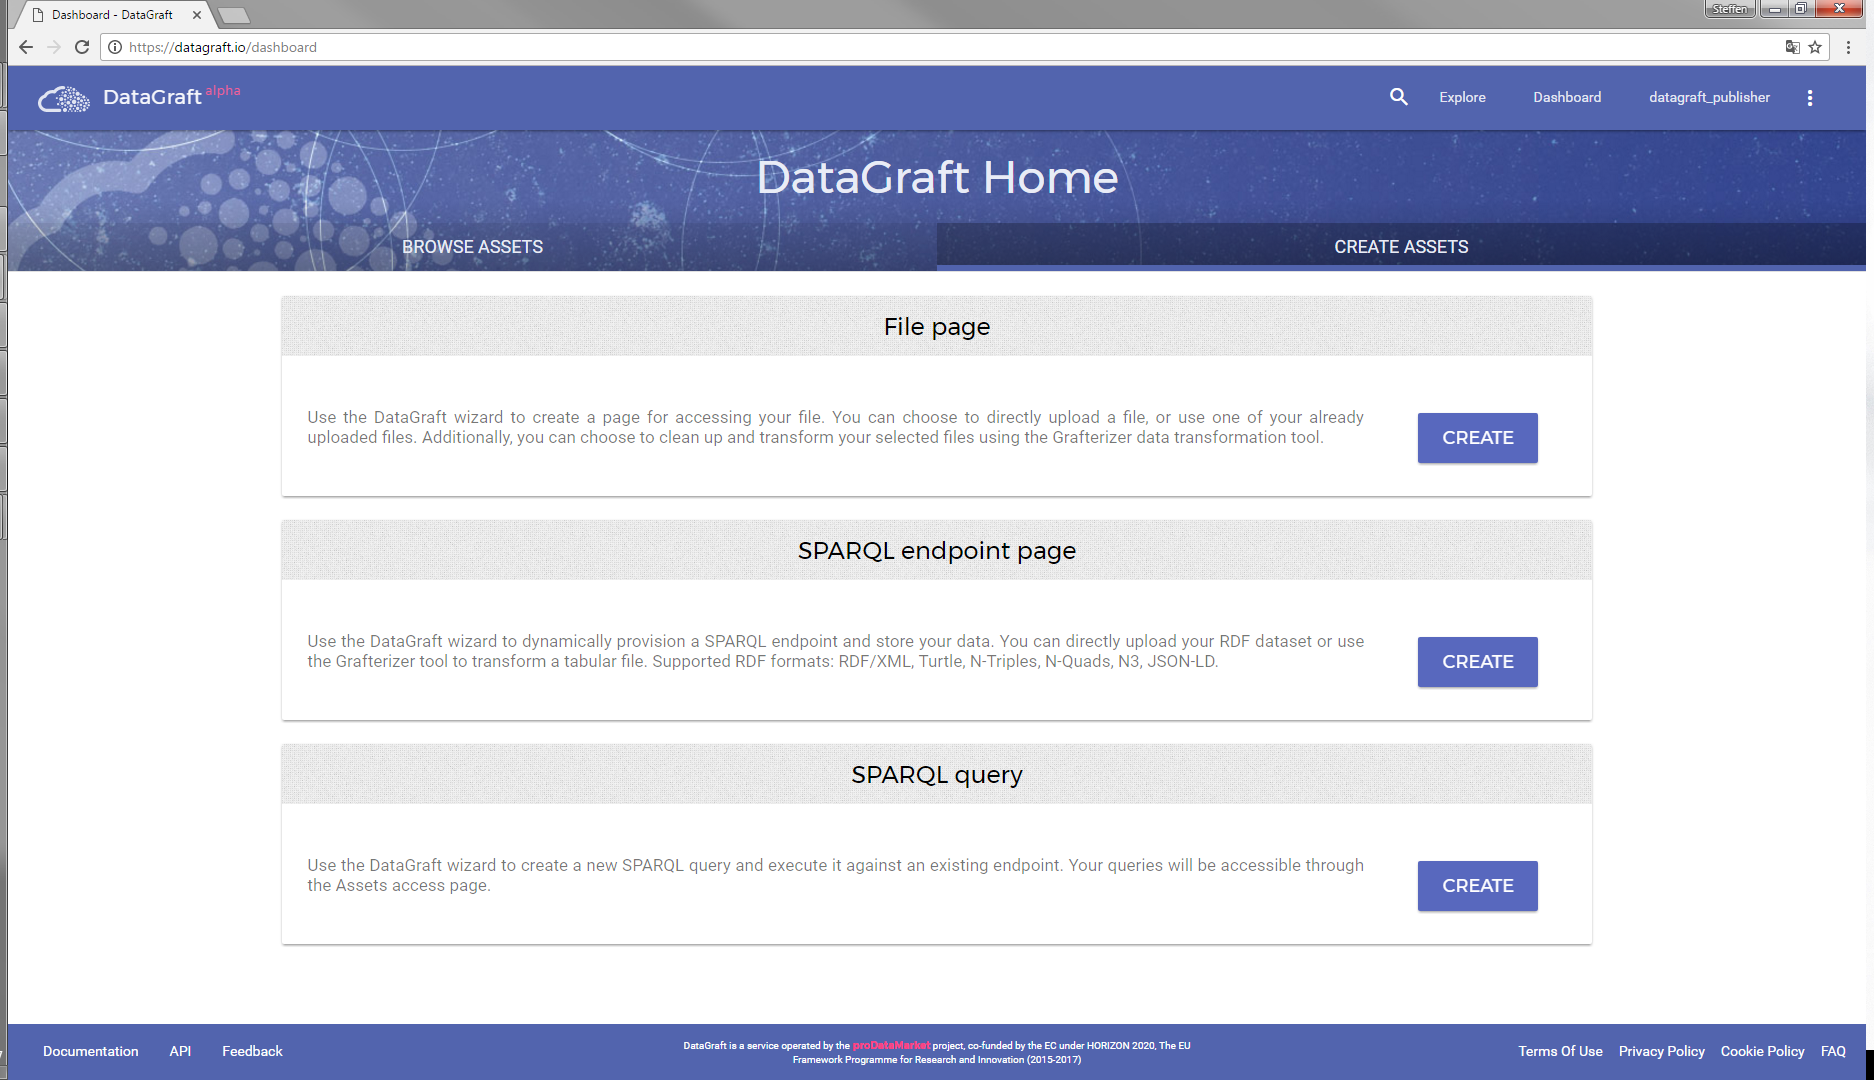 Dashboard - DataGraft
Steffen
https://datagraft.io/dashboard
DataGraft alpha
Explore
Dashboard
datagraft_publisher
DataGraft Home
BROWSE ASSETS
CREATE ASSETS
File page
Use the DataGraft wizard to create a page for accessing your file. You can choose to directly upload a file, or use one of your already
uploaded files. Additionally, you can choose to clean up and transform your selected files using the Grafterizer data transformation tool.
CREATE
SPARQL endpoint page
Use the DataGraft wizard to dynamically provision a SPARQL endpoint and store your data. You can directly upload your RDF dataset or use
the Grafterizer tool to transform a tabular file. Supported RDF formats: RDF/XML, Turtle, N-Triples, N-Quads, N3, JSON-LD.
CREATE
SPARQL query
Use the DataGraft wizard to create a new SPARQL query and execute it against an existing endpoint. Your queries will be accessible through
the Assets access page.
CREATE
Documentation
API
Feedback
DataGraft is a service operated by the proDataMarket project, co-funded by the EC under HORIZON 2020, The EU
Framework Programme for Research and Innovation (2015-2017)
Terms Of Use
Privacy Policy
Cookie Policy
FAQ